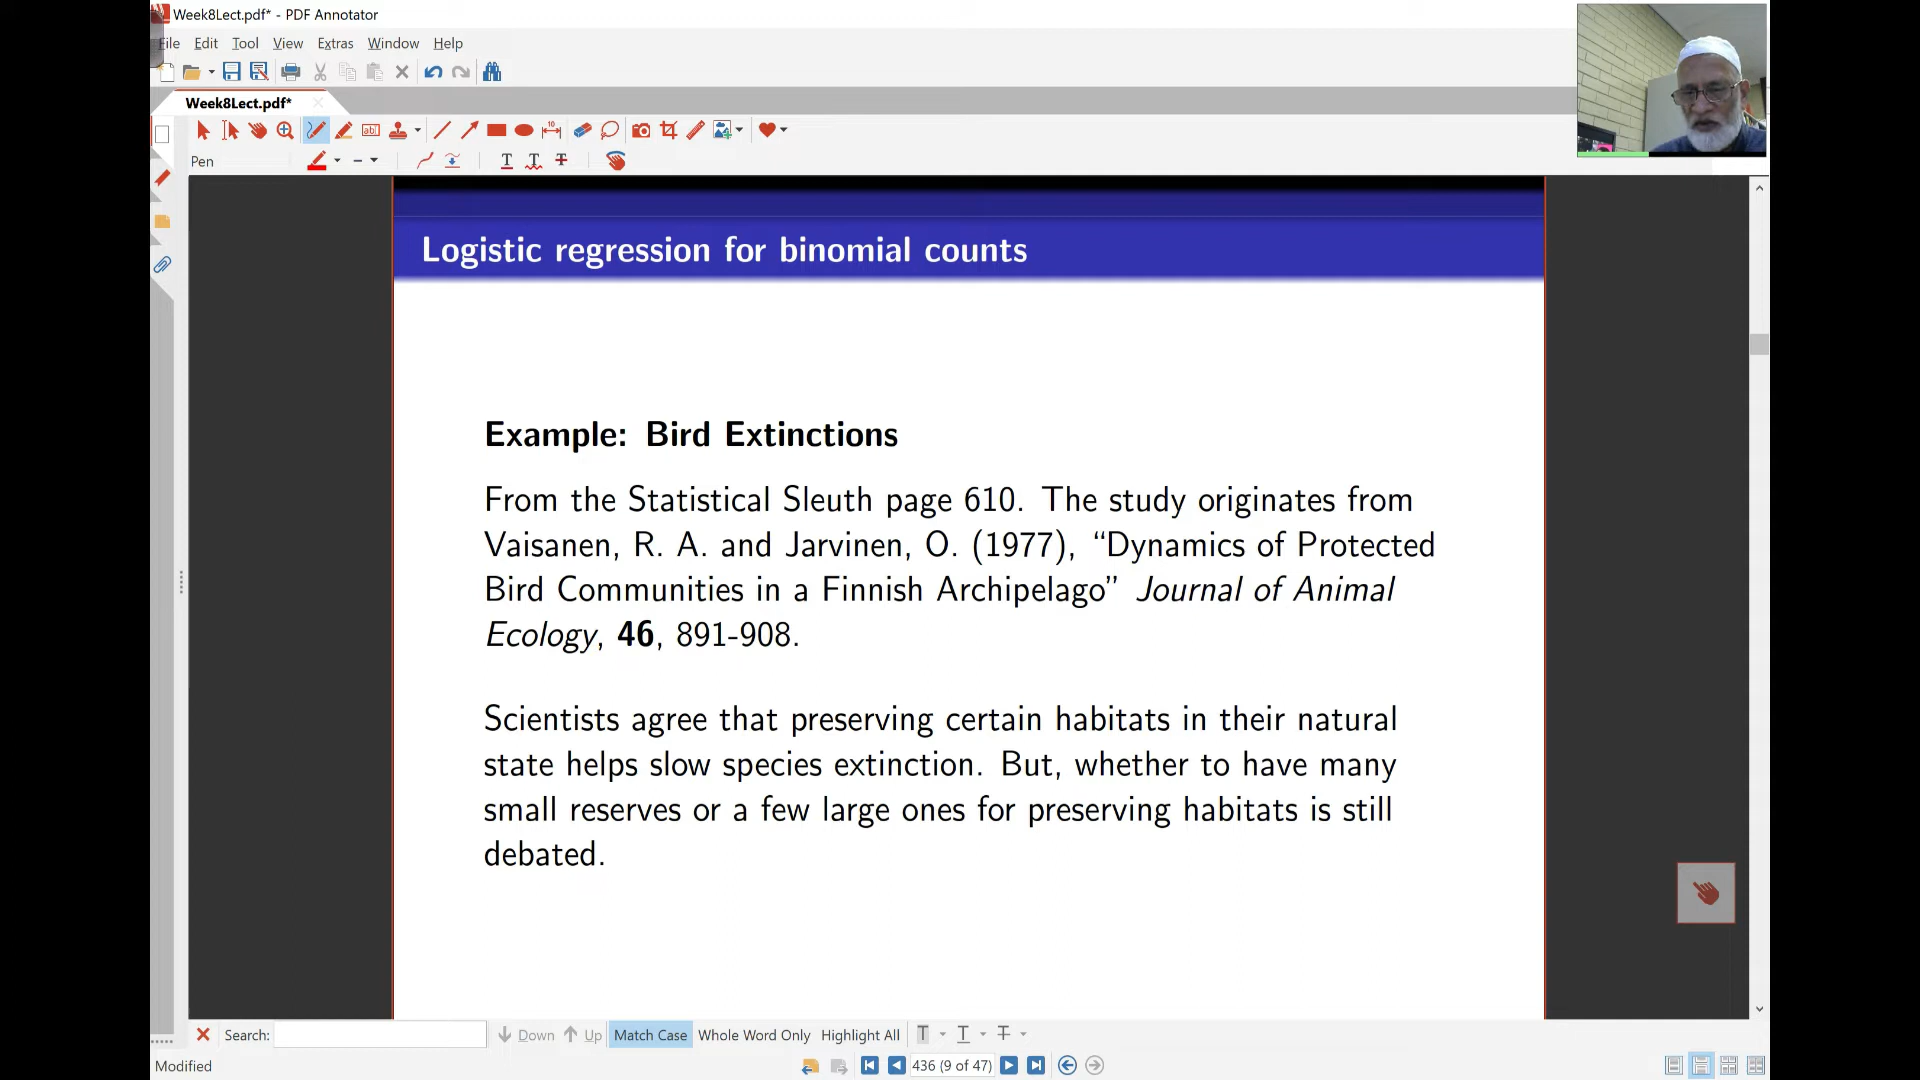 Week8Lect.pdf* - PDF Annotator
File Edit Tool View Extras Window Help
Week8Lect.pdf*
Pen
Logistic regression for binomial counts
Example: Bird Extinctions
From the Statistical Sleuth page 610. The study originates from
Vaisanen, R. A. and Jarvinen, O. (1977), “Dynamics of Protected
Bird Communities in a Finnish Archipelago” Journal of Animal
Ecology, 46, 891-908.
Scientists agree that preserving certain habitats in their natural
state helps slow species extinction. But, whether to have many
small reserves or a few large ones for preserving habitats is still
debated.
Search: Down Up Match Case Whole Word Only Highlight All
Modified 436 (9 of 47)